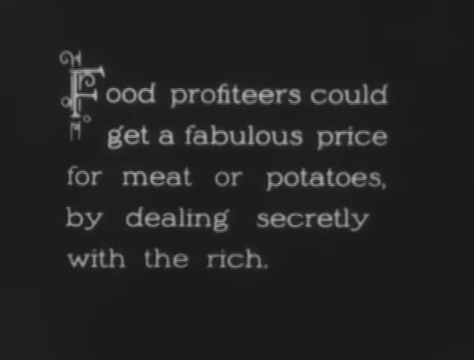 Food profiteers could
get a fabulous price
for meat or potatoes,
by dealing secretly
with the rich.